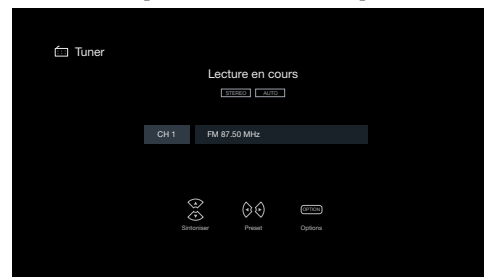 Tuner
Lecture en cours
STEREO AUTO
CH 1 FM 87.50 MHz
OPTION
Sintoniser Preset Options